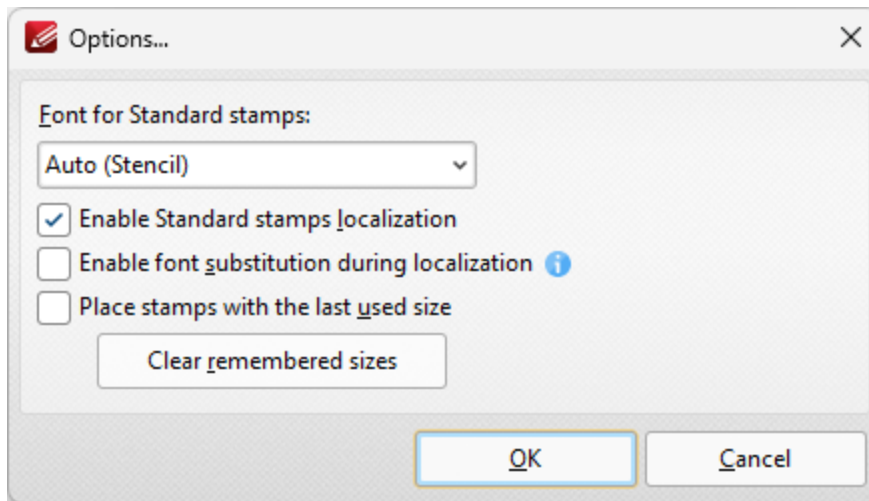 Options...
Font for Standard stamps:
Auto (Stencil)
Enable Standard stamps localization
Enable font substitution during localization
Place stamps with the last used size
Clear remembered sizes
OK Cancel